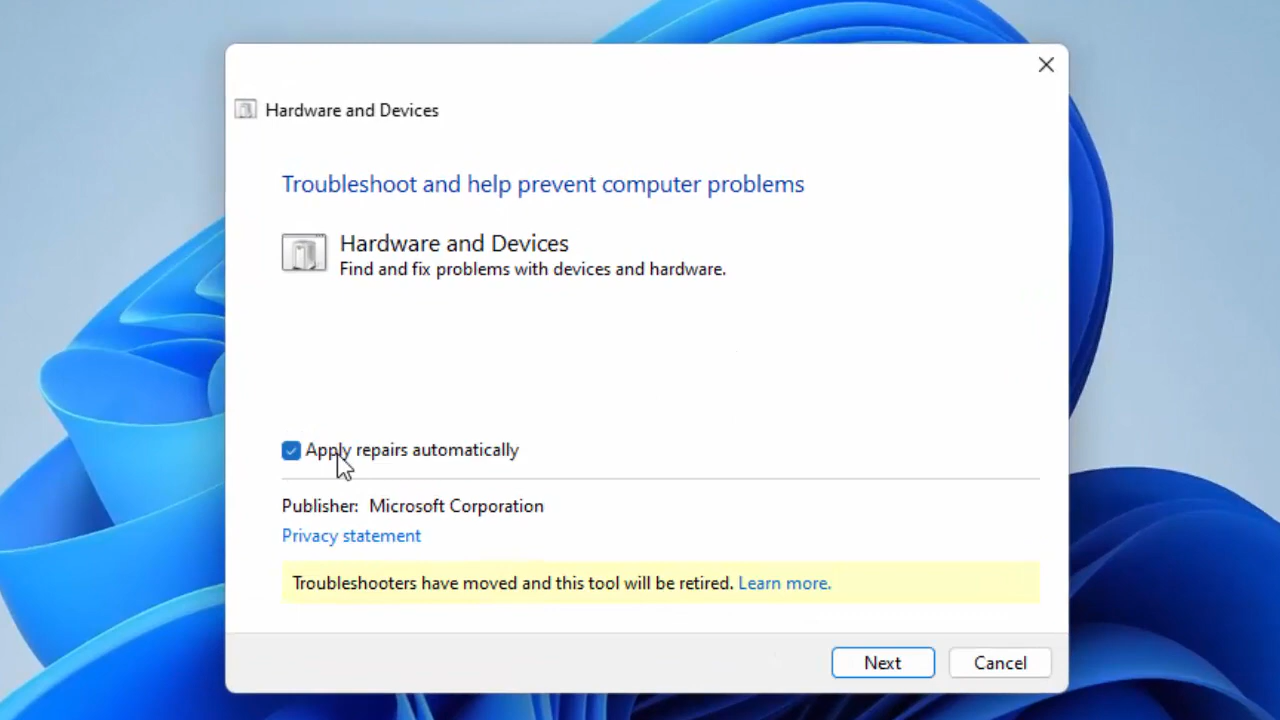 Hardware and Devices
Troubleshoot and help prevent computer problems
Hardware and Devices
Find and fix problems with devices and hardware.
Apply repairs automatically
Publisher: Microsoft Corporation
Privacy statement
Troubleshooters have moved and this tool will be retired. Learn more.
Next Cancel